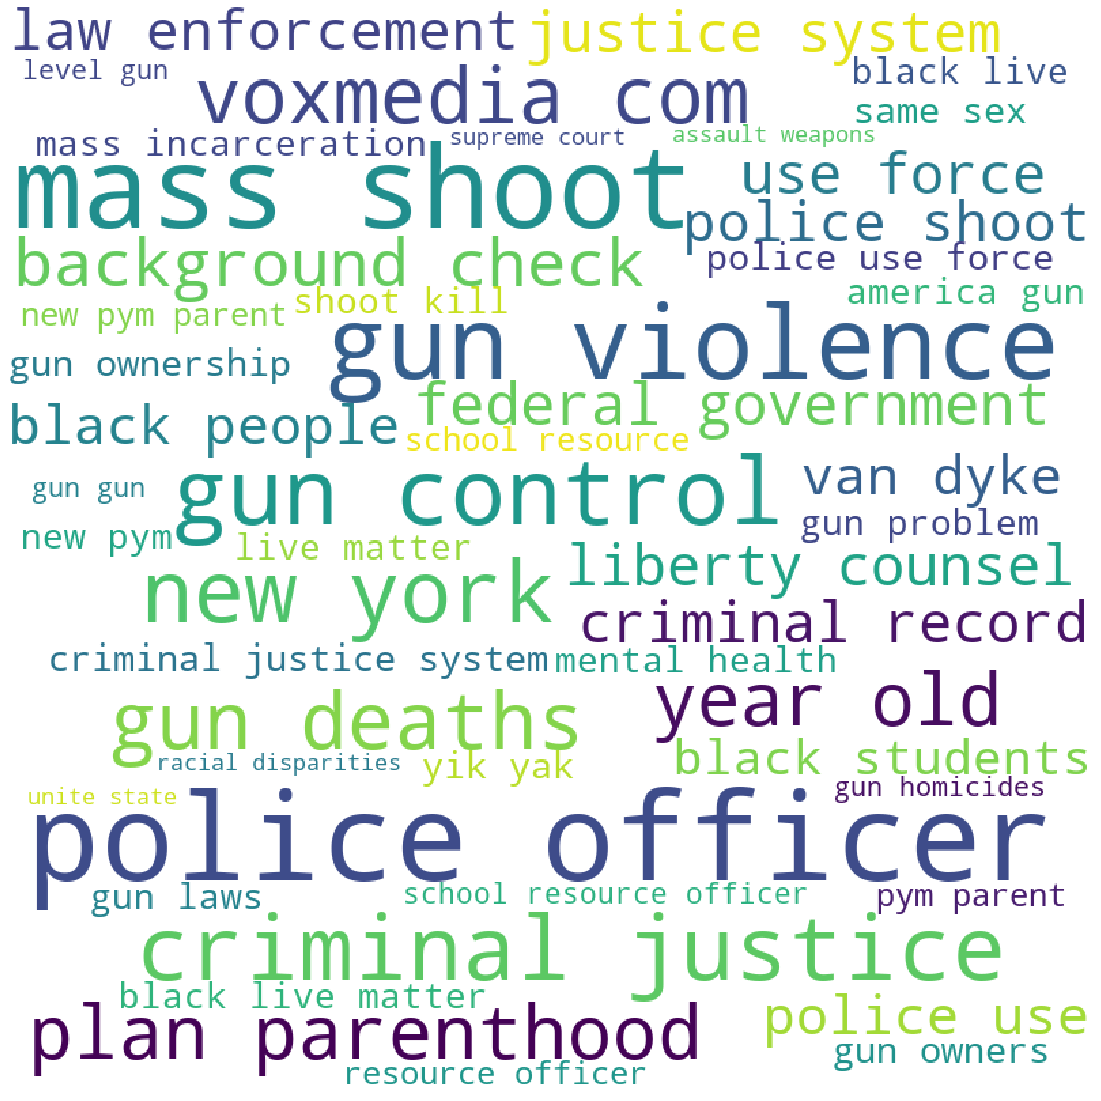 law enforcement
justice system
level gun
voxmedia com
black live
same sex
mass incarceration
supreme court
assault weapons
mass shoot
use force
police shoot
background check
police use force
new pym parent
shoot kill
america gun
gun ownership
gun violence
black people
federal government
school resource
gun gun
gun control
van dyke
new pym
live matter
gun problem
new york
liberty counsel
criminal record
criminal justice system
mental health
gun deaths
year old
racial disparities
yik yak
black students
unite state
gun homicides
police officer
gun laws
school resource officer
pym parent
criminal justice
black live matter
plan parenthood
police use
gun owners
resource officer